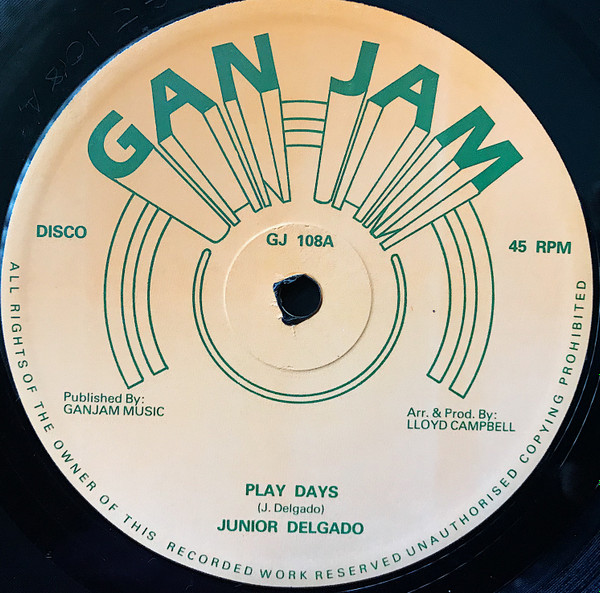 GAN JAM
DISCO
GJ 108A
45 RPM
Published By:
GANJAM MUSIC
Arr. & Prod. By:
LLOYD CAMPBELL
PLAY DAYS
(J. Delgado)
JUNIOR DELGADO
ALL RIGHTS OF THE OWNER OF THIS RECORDED WORK RESERVED UNAUTHORISED COPYING PROHIBITED